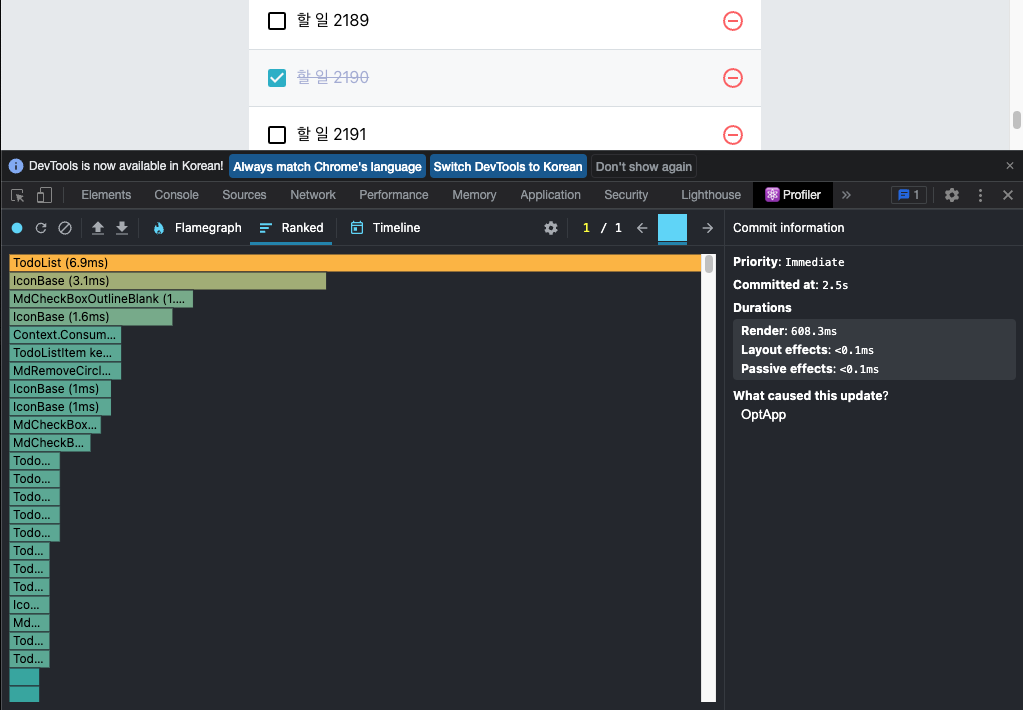 할 일 2189
할 일 2190
할 일 2191
DevTools is now available in Korean! Always match Chrome's language Switch DevTools to Korean Don't show again
Elements Console Sources Network Performance Memory Application Security Lighthouse Profiler 1
Flamegraph Ranked Timeline 1 / 1 Commit information
TodoList (6.9ms)
IconBase (3.1ms)
MdCheckBoxOutlineBlank (1....
IconBase (1.6ms)
Context.Consum...
TodoListItem ke...
MdRemoveCircl...
IconBase (1ms)
IconBase (1ms)
MdCheckBox...
MdCheckB...
Todo...
Todo...
Todo...
Todo...
Todo...
Tod...
Tod...
Tod...
Ico...
Md...
Tod...
Tod...
Priority: Immediate
Committed at: 2.5s
Durations
Render: 608.3ms
Layout effects: <0.1ms
Passive effects: <0.1ms
What caused this update?
OptApp